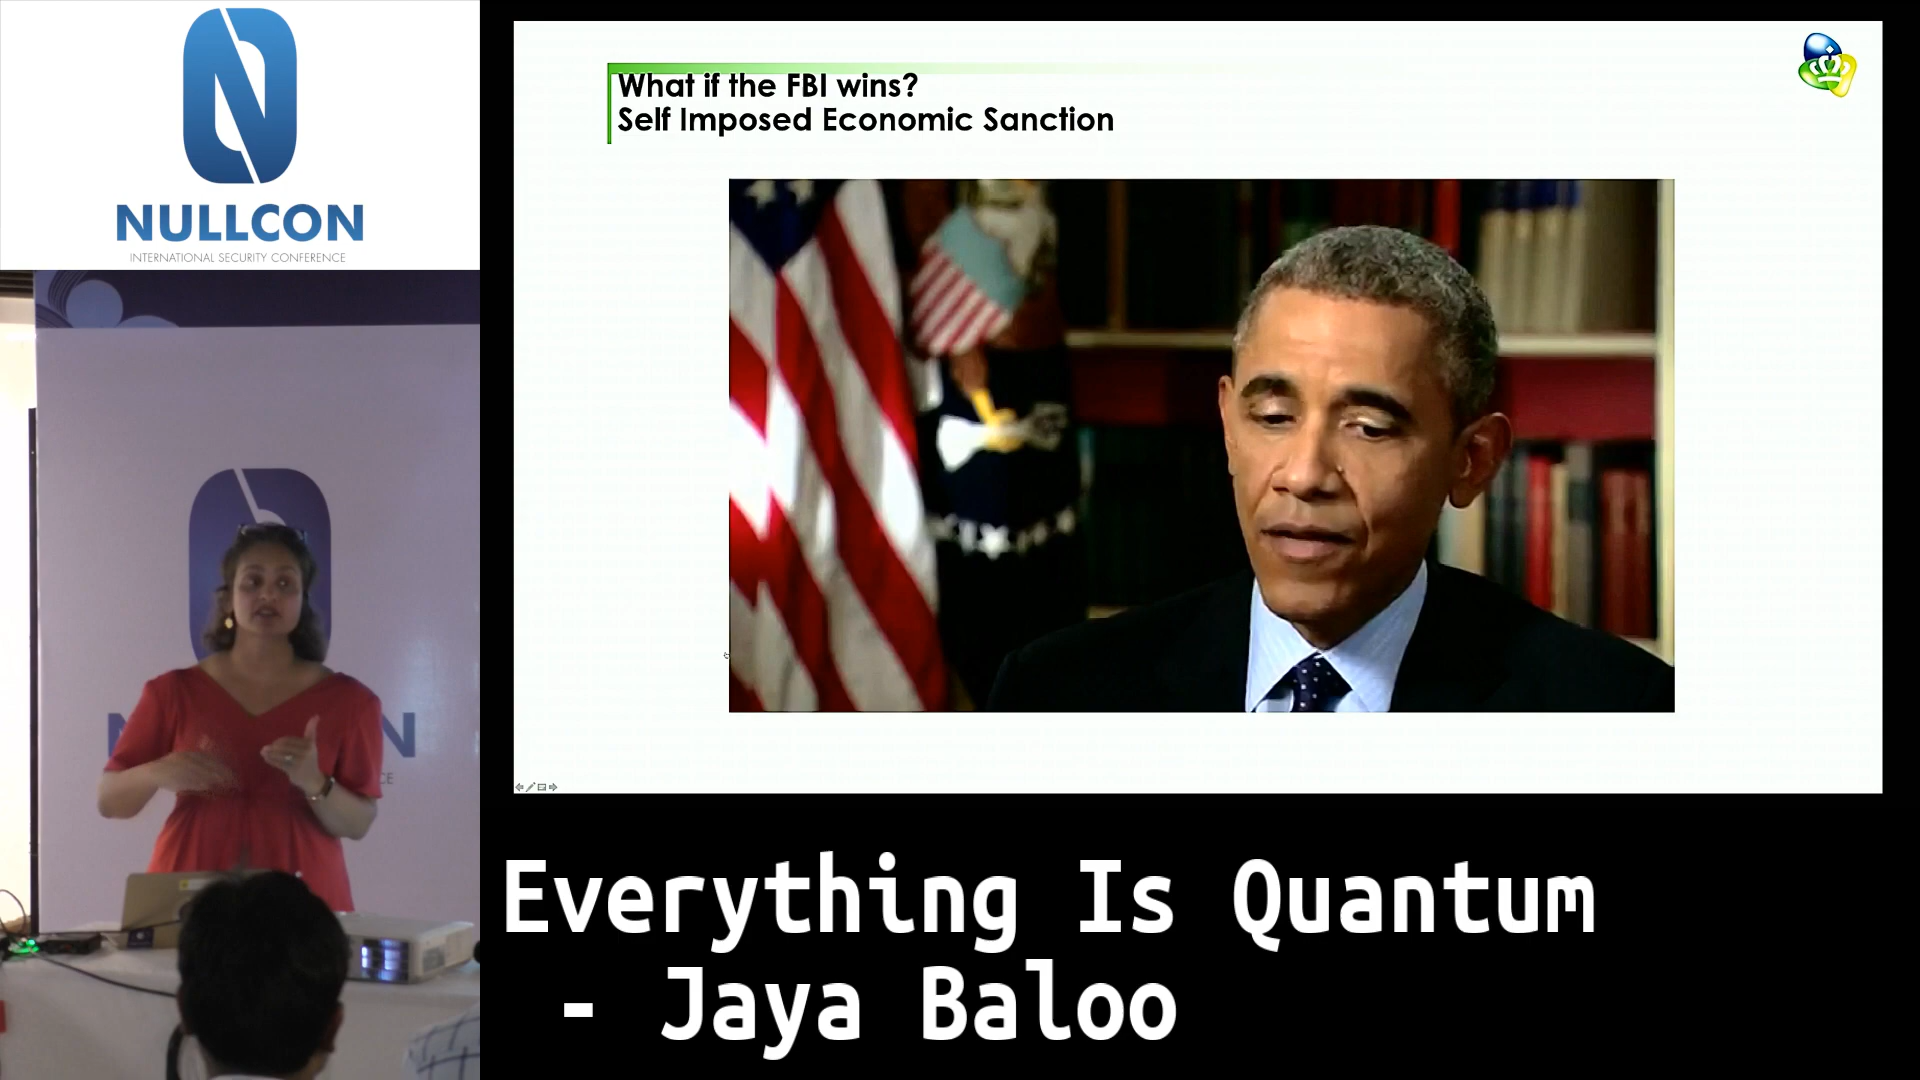 NULLCON
INTERNATIONAL SECURITY CONFERENCE
What if the FBI wins?
Self Imposed Economic Sanction
Everything Is Quantum
- Jaya Baloo